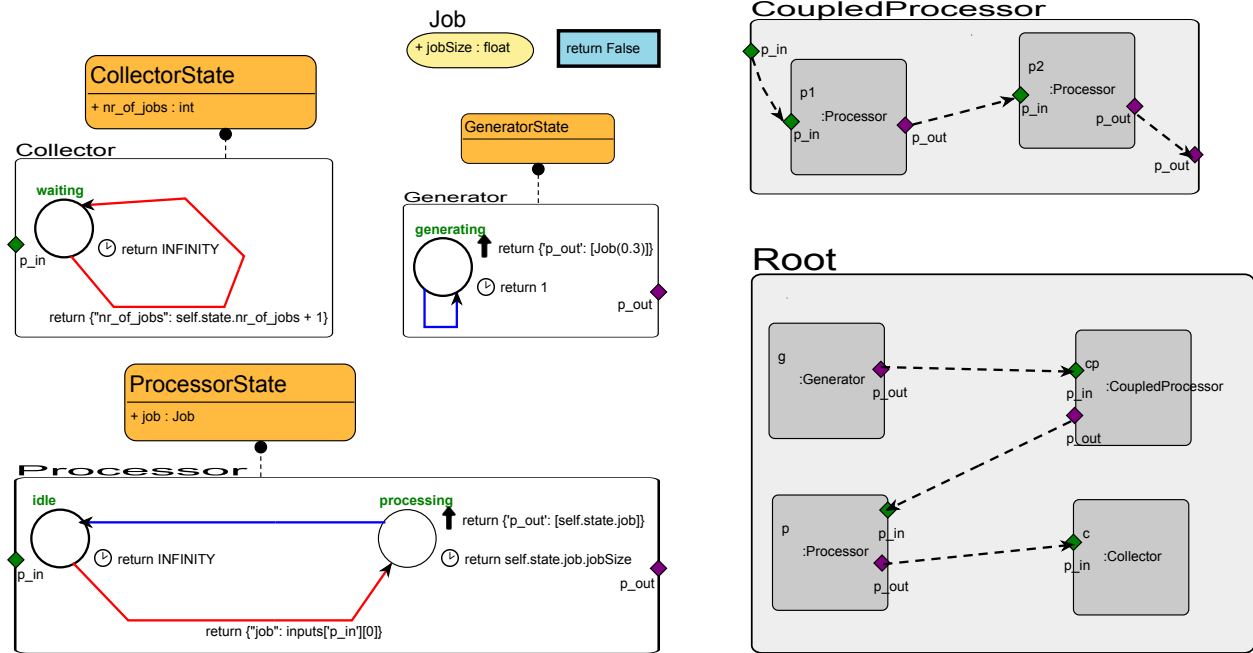 Job
+ jobSize : float
return False
CollectorState
+ nr_of_jobs : int
Collector
waiting
return INFINITY
p_in
return {"nr_of_jobs": self.state.nr_of_jobs + 1}
GeneratorState
Generator
generating
return {'p_out': [Job(0.3)]}
return 1
p_out
ProcessorState
+ job : Job
Processor
idle
return INFINITY
p_in
processing
return {'p_out': [self.state.job]}
return self.state.job.jobSize
p_out
return {"job": inputs['p_in'][0]}
CoupledProcessor
p_in
p1
:Processor
p_in
p_out
p2
:Processor
p_in
p_out
p_out
Root
g
:Generator
p_out
cp
:CoupledProcessor
p_in
p_out
p
:Processor
p_in
p_out
c
:Collector
p_in